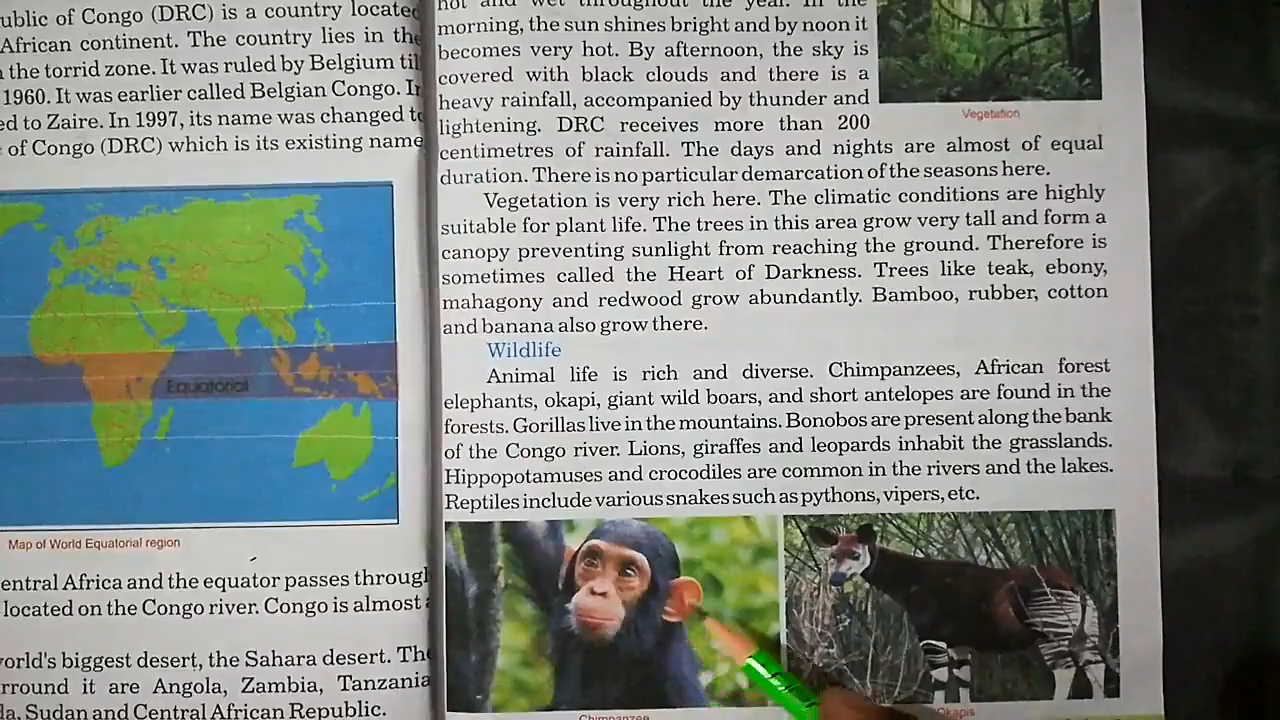 ublic of Congo (DRC) is a country located
African continent. The country lies in the
the torrid zone. It was ruled by Belgium til
1960. It was earlier called Belgian Congo. In
ed to Zaire. In 1997, its name was changed to
of Congo (DRC) which is its existing name
Equatorial
Map of World Equatorial region
entral Africa and the equator passes through
located on the Congo river. Congo is almost
world's biggest desert, the Sahara desert. The
rround it are Angola, Zambia, Tanzania
da, Sudan and Central African Republic.
hot and wet throughout the year. In the
morning, the sun shines bright and by noon it
becomes very hot. By afternoon, the sky is
covered with black clouds and there is a
heavy rainfall, accompanied by thunder and
lightening. DRC receives more than 200
centimetres of rainfall. The days and nights are almost of equal
duration. There is no particular demarcation of the seasons here.
Vegetation
Vegetation is very rich here. The climatic conditions are highly
suitable for plant life. The trees in this area grow very tall and form a
canopy preventing sunlight from reaching the ground. Therefore is
sometimes called the Heart of Darkness. Trees like teak, ebony,
mahagony and redwood grow abundantly. Bamboo, rubber, cotton
and banana also grow there.
Wildlife
Animal life is rich and diverse. Chimpanzees, African forest
elephants, okapi, giant wild boars, and short antelopes are found in the
forests. Gorillas live in the mountains. Bonobos are present along the bank
of the Congo river. Lions, giraffes and leopards inhabit the grasslands.
Hippopotamuses and crocodiles are common in the rivers and the lakes.
Reptiles include various snakes such as pythons, vipers, etc.
Chimpanzee
Okapis